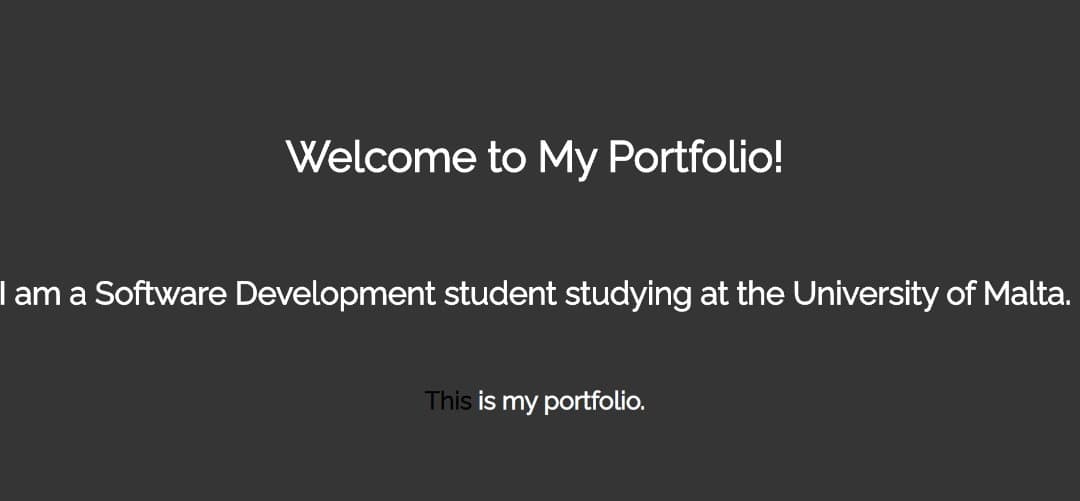 Welcome to My Portfolio!
I am a Software Development student studying at the University of Malta.
This is my portfolio.